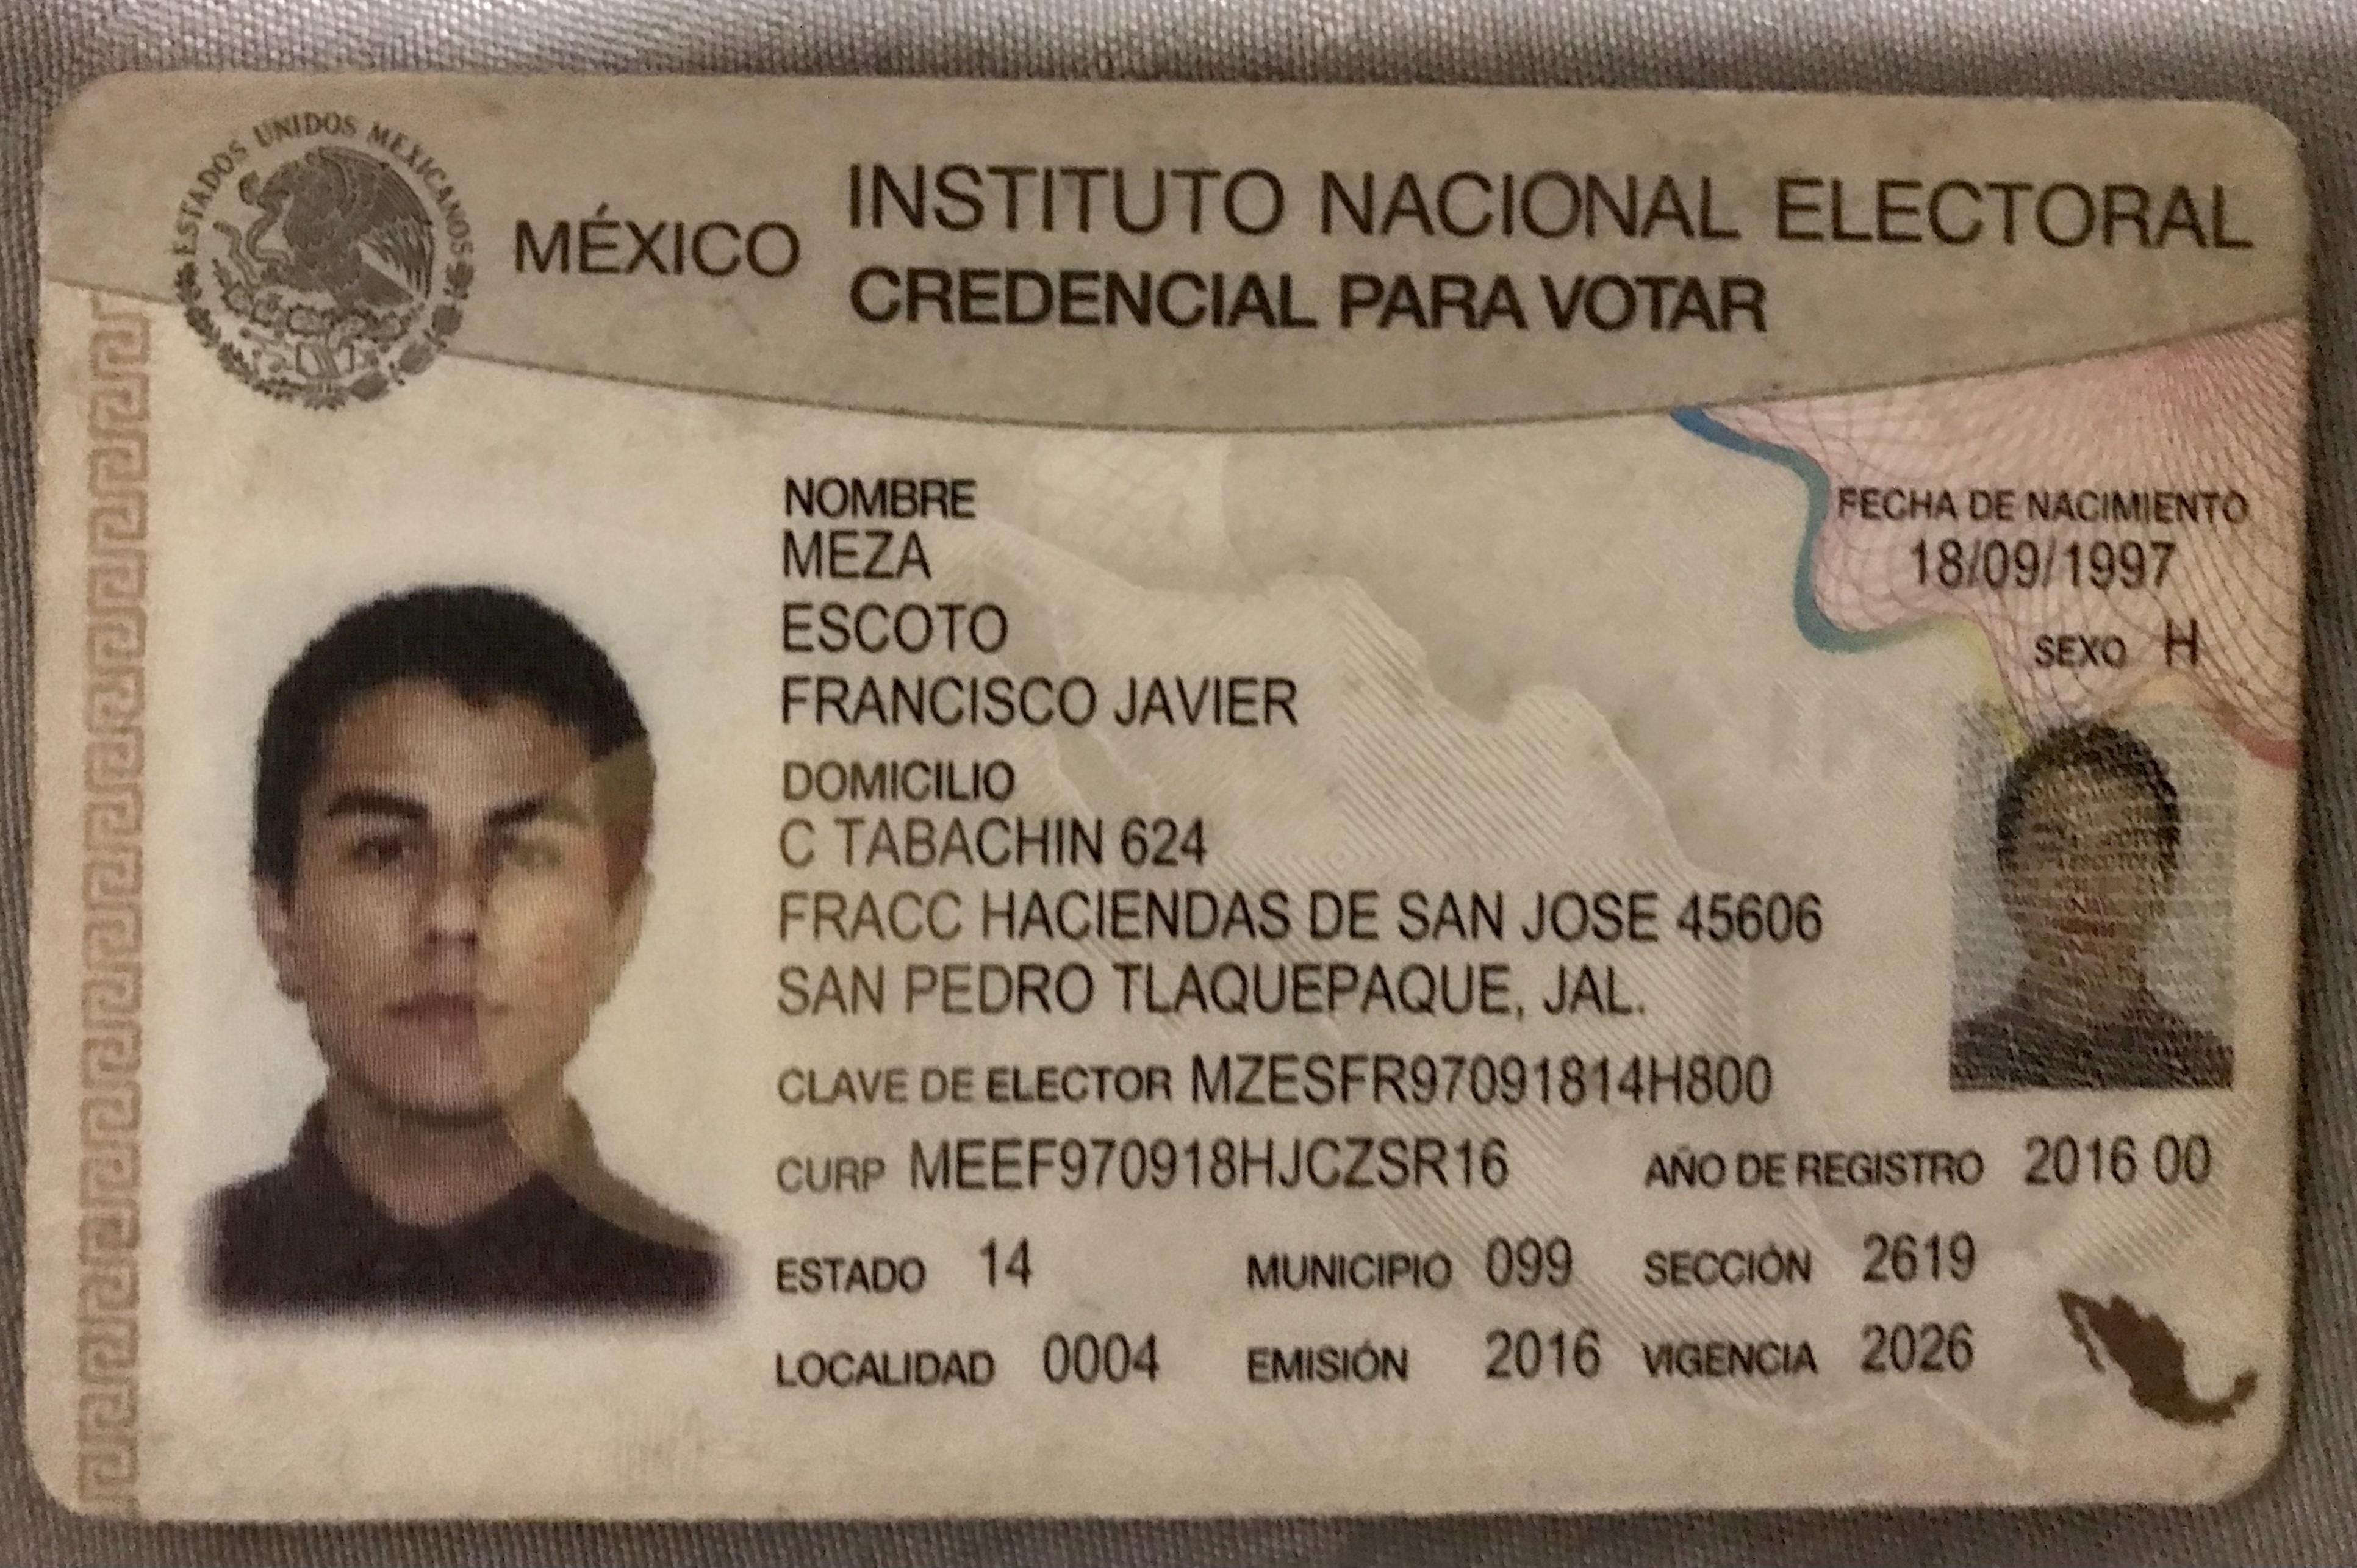 ESTADOS UNIDOS MEXICANOS
MÉXICO INSTITUTO NACIONAL ELECTORAL
CREDENCIAL PARA VOTAR
NOMBRE
MEZA
ESCOTO
FRANCISCO JAVIER
FECHA DE NACIMIENTO
18/09/1997
SEXO H
DOMICILIO
C TABACHIN 624
FRACC HACIENDAS DE SAN JOSE 45606
SAN PEDRO TLAQUEPAQUE, JAL.
CLAVE DE ELECTOR MZESFR97091814H800
CURP MEEF970918HJCZSR16 AÑO DE REGISTRO 2016 00
ESTADO 14 MUNICIPIO 099 SECCIÓN 2619
LOCALIDAD 0004 EMISIÓN 2016 VIGENCIA 2026